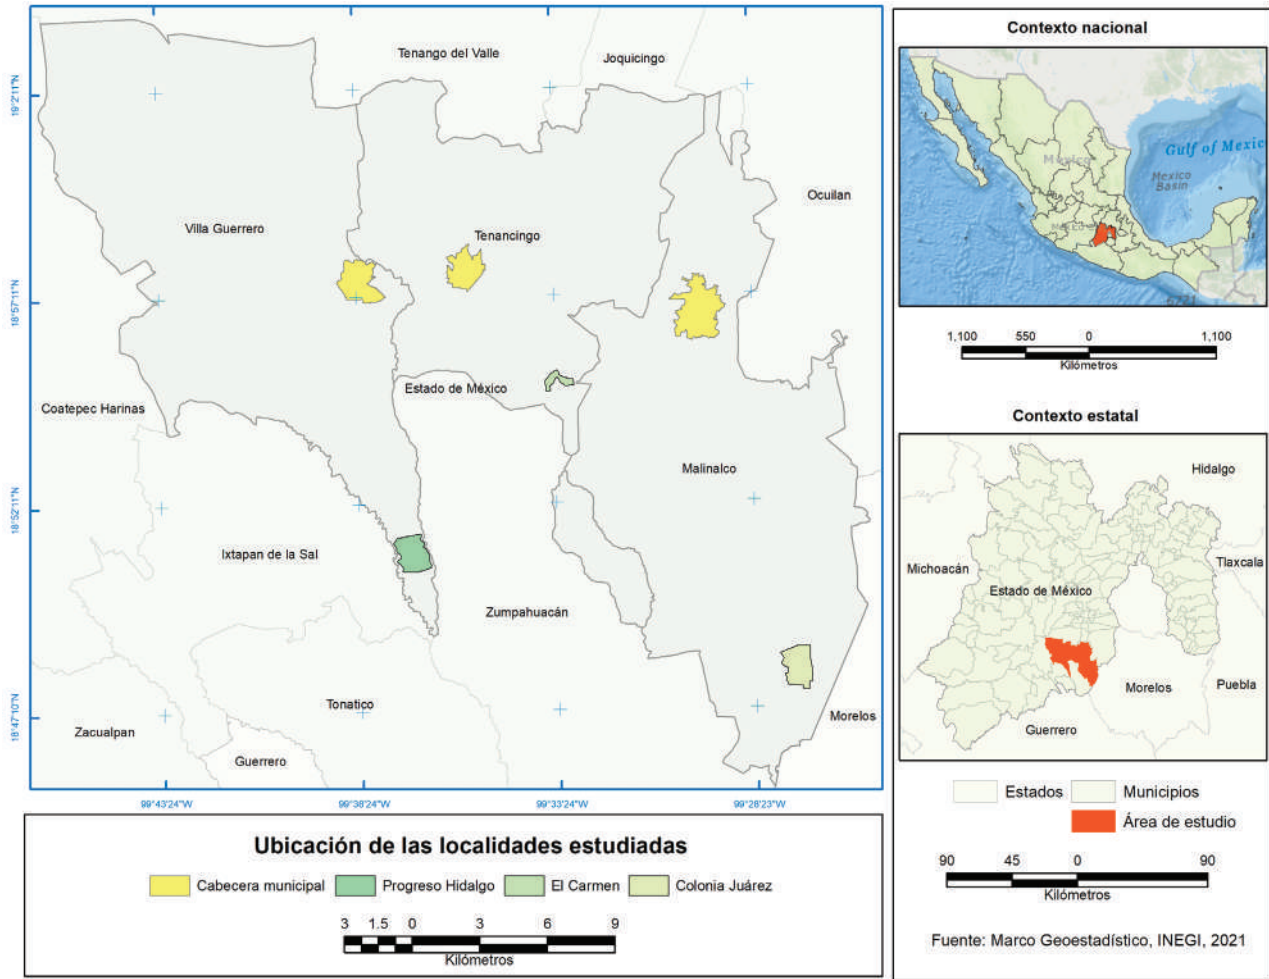 Tenango del Valle
Joquicingo
19°2'11"N
Ocuilan
Villa Guerrero
Tenancingo
18°57'11"N
Estado de México
Coatepec Harinas
Malinalco
18°52'11"N
Ixtapan de la Sal
Zumpahuacán
Tonatico
Morelos
18°47'10"N
Zacualpan
Guerrero
99°43'24"W
99°38'24"W
99°33'24"W
99°28'23"W
Ubicación de las localidades estudiadas
Cabecera municipal
Progreso Hidalgo
El Carmen
Colonia Juárez
3 1.5 0 3 6 9
Kilómetros
Contexto nacional
Gulf of Mexic
Mexico
Mexico
Basin
1,100 550 0 1,100
Kilómetros
Contexto estatal
Hidalgo
Michoacán
Tlaxcala
Estado de México
Morelos
Puebla
Guerrero
Estados
Municipios
Área de estudio
90 45 0 90
Kilómetros
Fuente: Marco Geoestadístico, INEGI, 2021